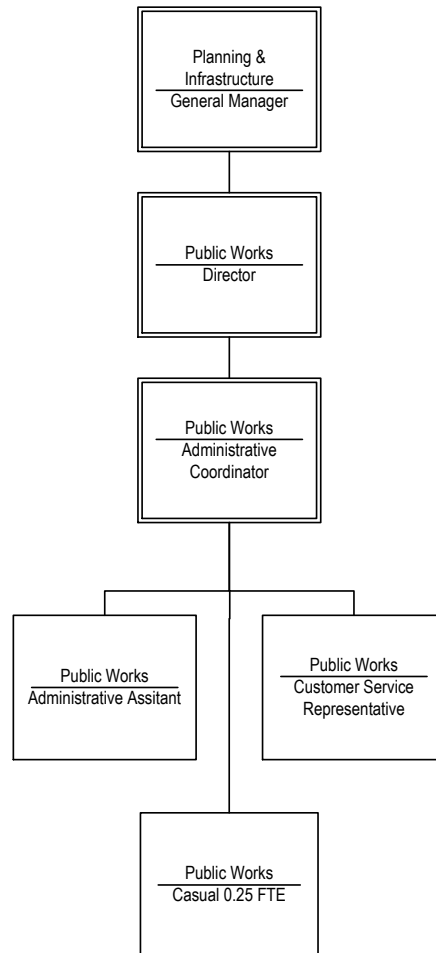 Planning &
Infrastructure
General Manager
Public Works
Director
Public Works
Administrative
Coordinator
Public Works
Administrative Assitant
Public Works
Customer Service
Representative
Public Works
Casual 0.25 FTE